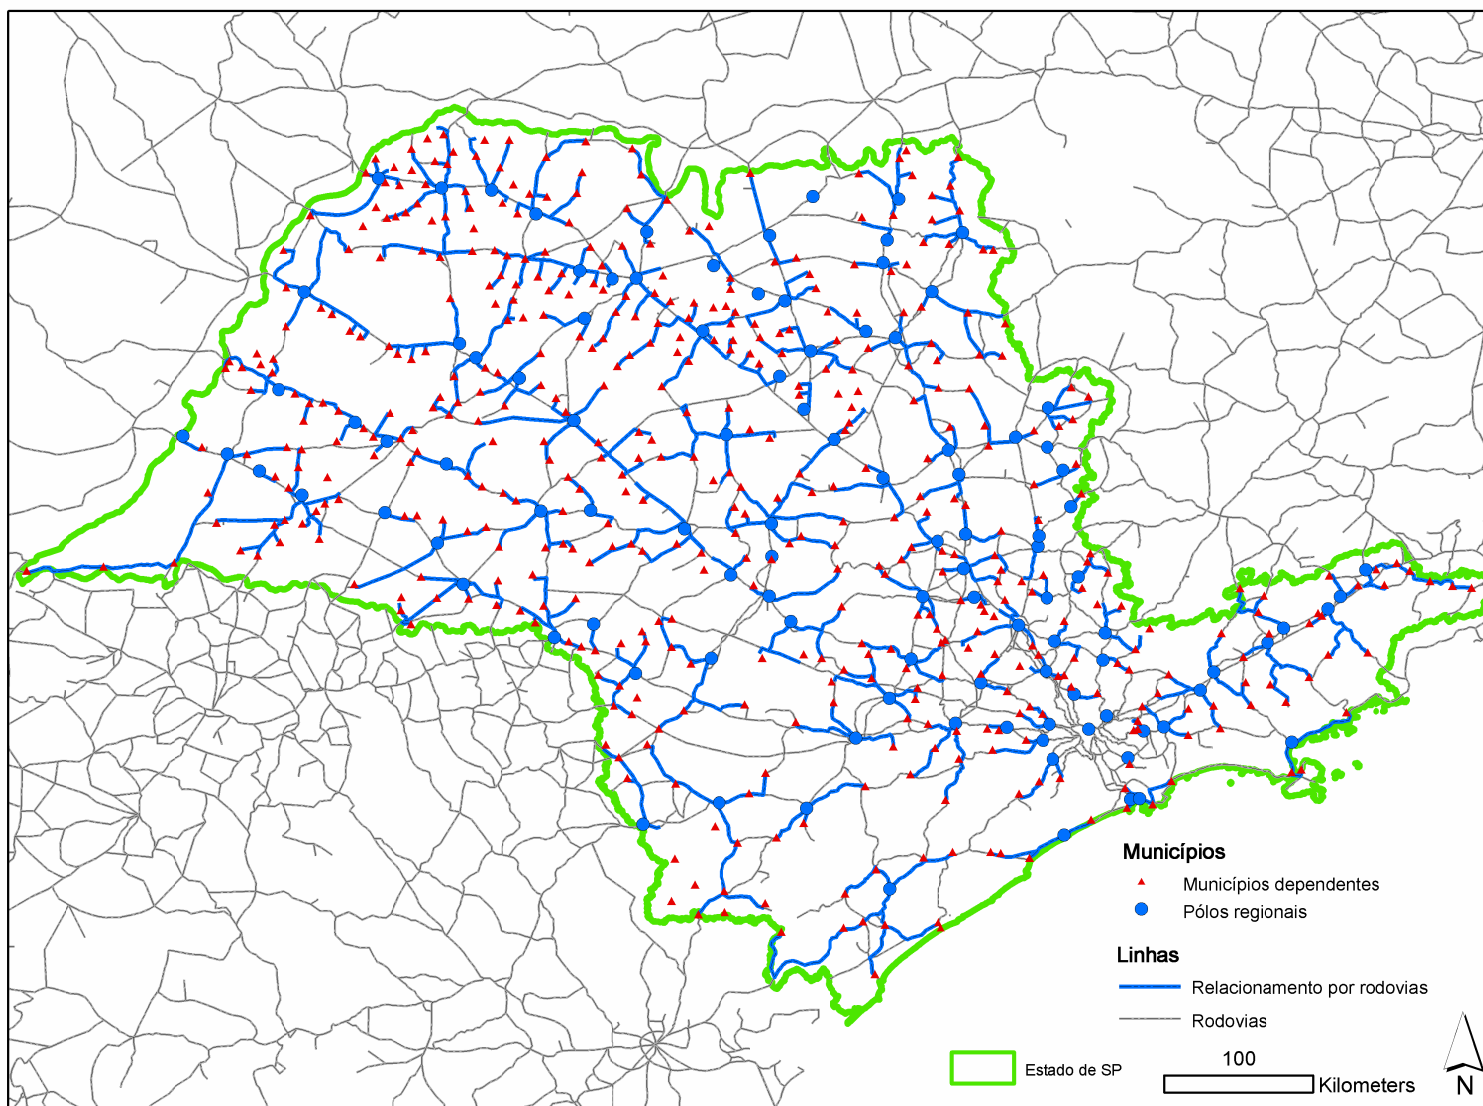 Municípios
Municípios dependentes
Pólos regionais
Linhas
Relacionamento por rodovias
Rodovias
Estado de SP
100
Kilometers
N